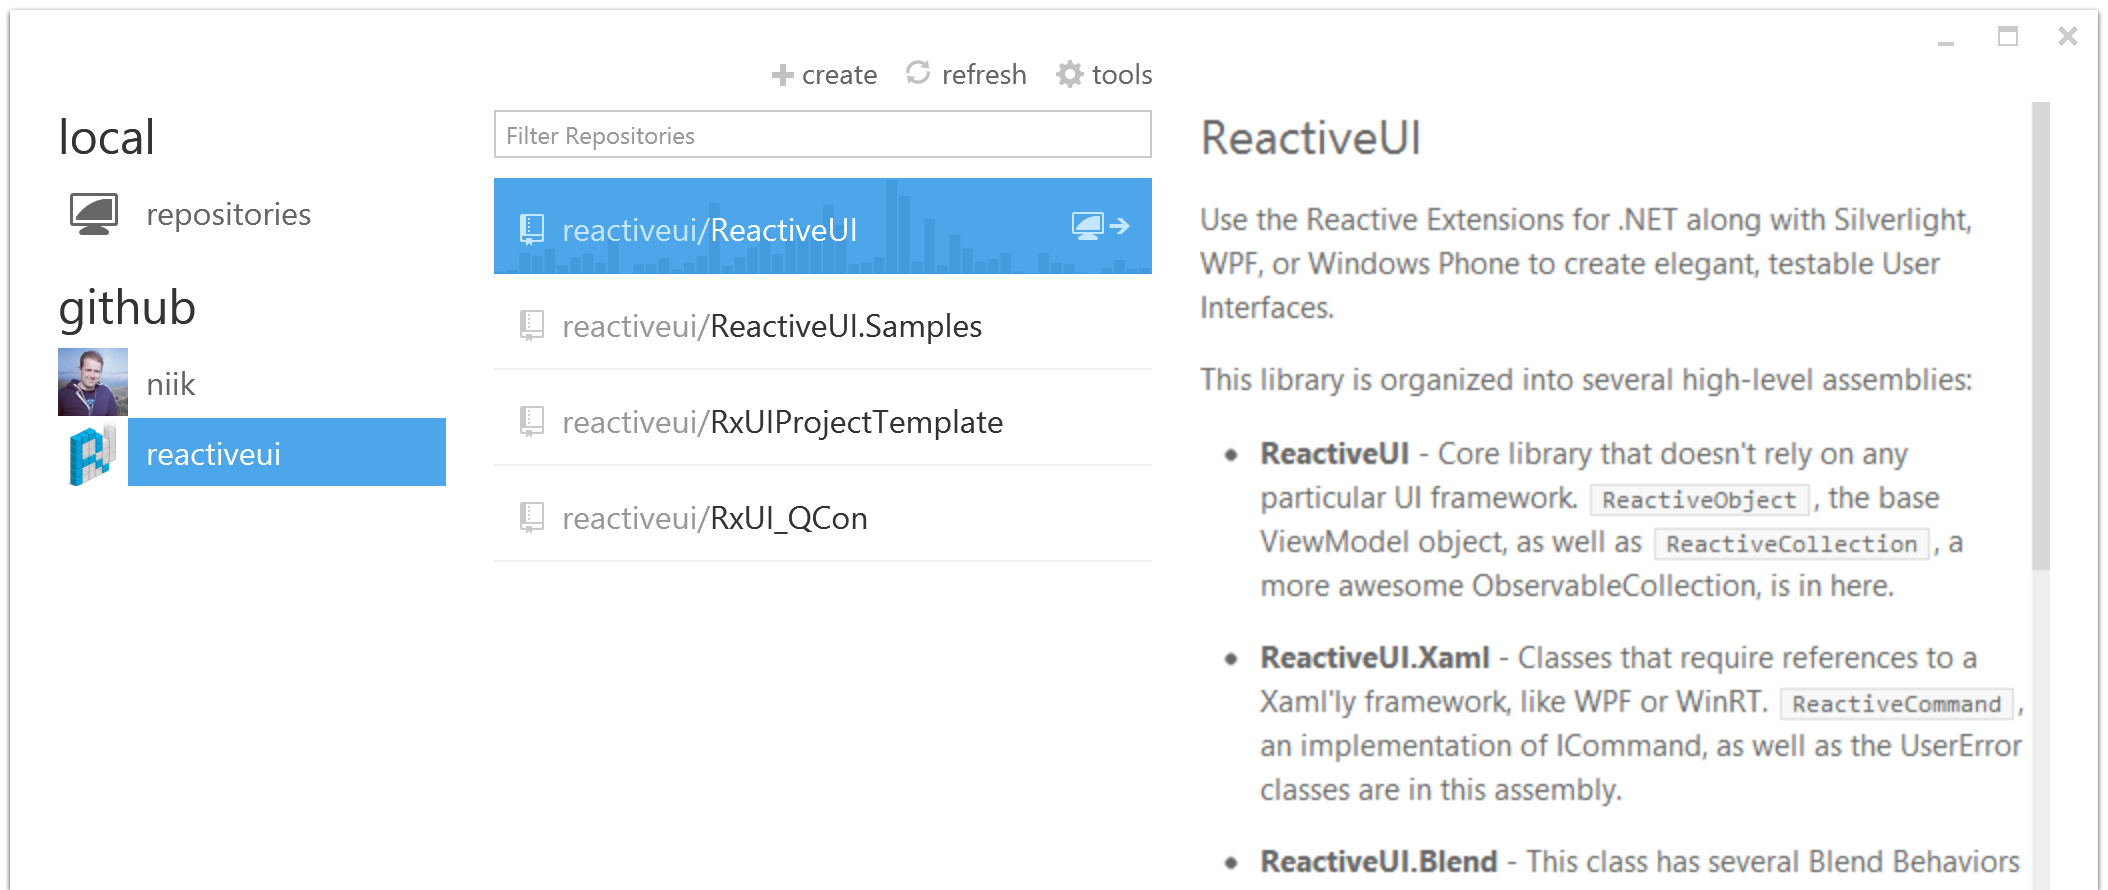 create refresh tools
local
repositories
github
niik
reactiveui
Filter Repositories
reactiveui/ReactiveUI
reactiveui/ReactiveUI.Samples
reactiveui/RxUIProjectTemplate
reactiveui/RxUI_QCon
ReactiveUI
Use the Reactive Extensions for .NET along with Silverlight,
WPF, or Windows Phone to create elegant, testable User
Interfaces.
This library is organized into several high-level assemblies:
• ReactiveUI - Core library that doesn't rely on any
particular UI framework. ReactiveObject, the base
ViewModel object, as well as ReactiveCollection, a
more awesome ObservableCollection, is in here.
• ReactiveUI.Xaml - Classes that require references to a
Xaml'ly framework, like WPF or WinRT. ReactiveCommand,
an implementation of ICommand, as well as the UserError
classes are in this assembly.
• ReactiveUI.Blend - This class has several Blend Behaviors